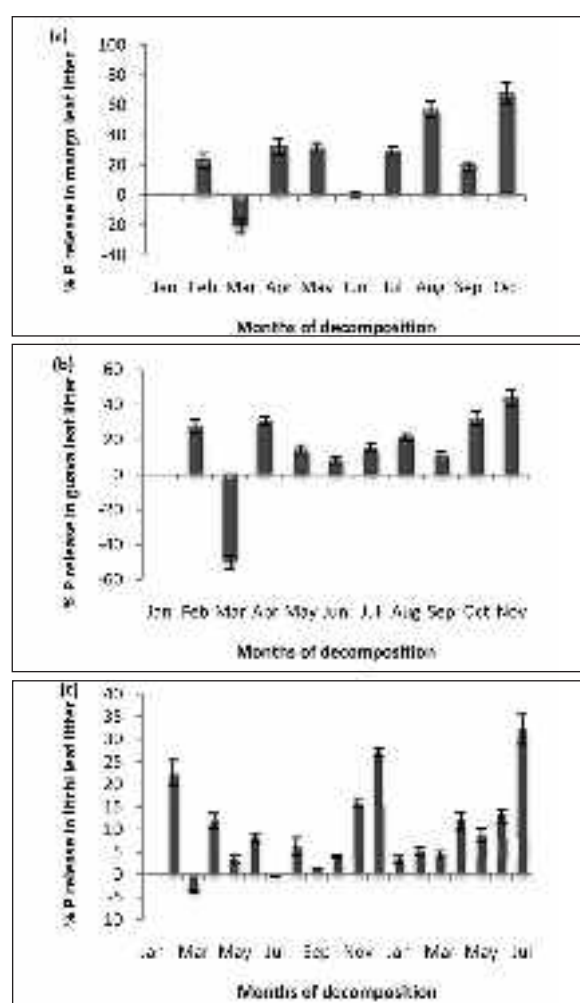 (a)
% P release in mango leaf litter
100
80
60
40
20
0
-20
-40
Jan Feb Mar Apr May Jun Jul Aug Sep Oct
Months of decomposition
(b)
% P release in guava leaf litter
60
40
20
0
-20
-40
-60
Jan Feb Mar Apr May Jun Jul Aug Sep Oct Nov
Months of decomposition
(c)
% P release in litchi leaf litter
40
35
30
25
20
15
10
5
0
-5
-10
Jan Mar May Jul Sep Nov Jan Mar May Jul
Months of decomposition